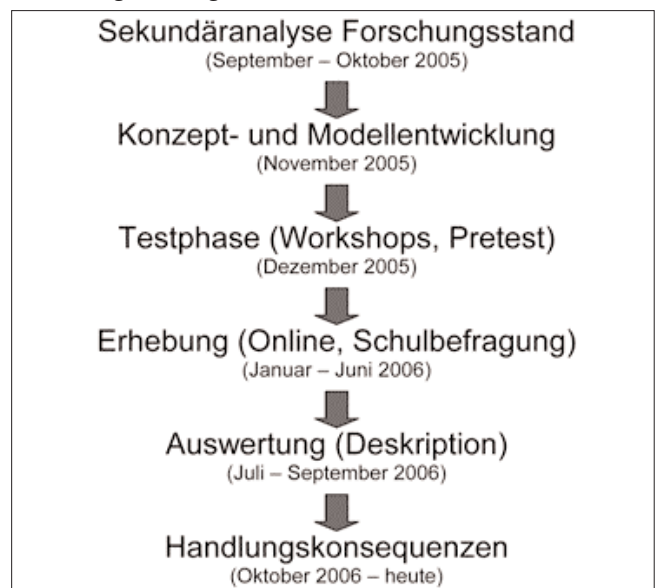 Sekundäranalyse Forschungsstand
(September – Oktober 2005)
Konzept- und Modellentwicklung
(November 2005)
Testphase (Workshops, Pretest)
(Dezember 2005)
Erhebung (Online, Schulbefragung)
(Januar – Juni 2006)
Auswertung (Deskription)
(Juli – September 2006)
Handlungskonsequenzen
(Oktober 2006 – heute)